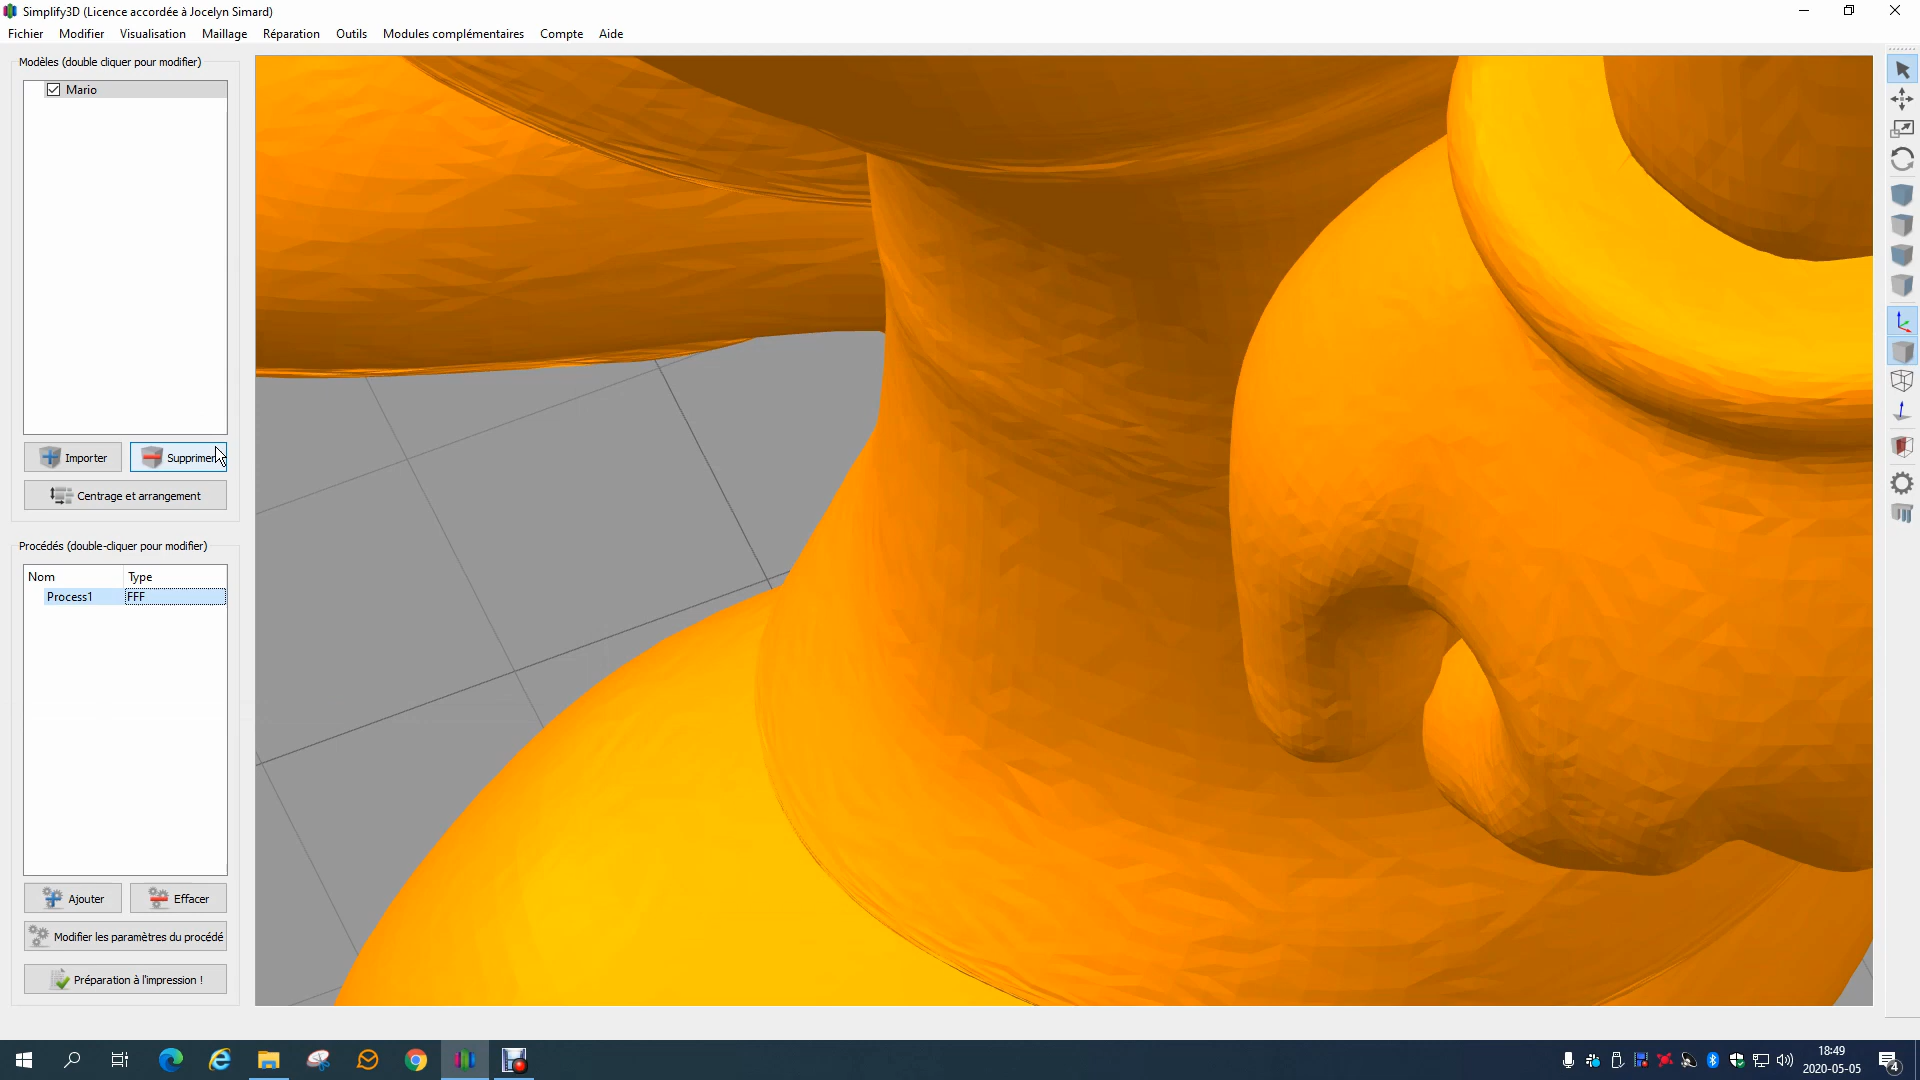 Simplify3D (Licence accordée à Jocelyn Simard)
Fichier Modifier Visualisation Maillage Réparation Outils Modules complémentaires Compte Aide
Modèles (double cliquer pour modifier)
Mario
Importer Supprimer
Centrage et arrangement
Procédés (double-cliquer pour modifier)
Nom Type
Process1 FFF
Ajouter Effacer
Modifier les paramètres du procédé
Préparation à l'impression !
18:49
2020-05-05
4